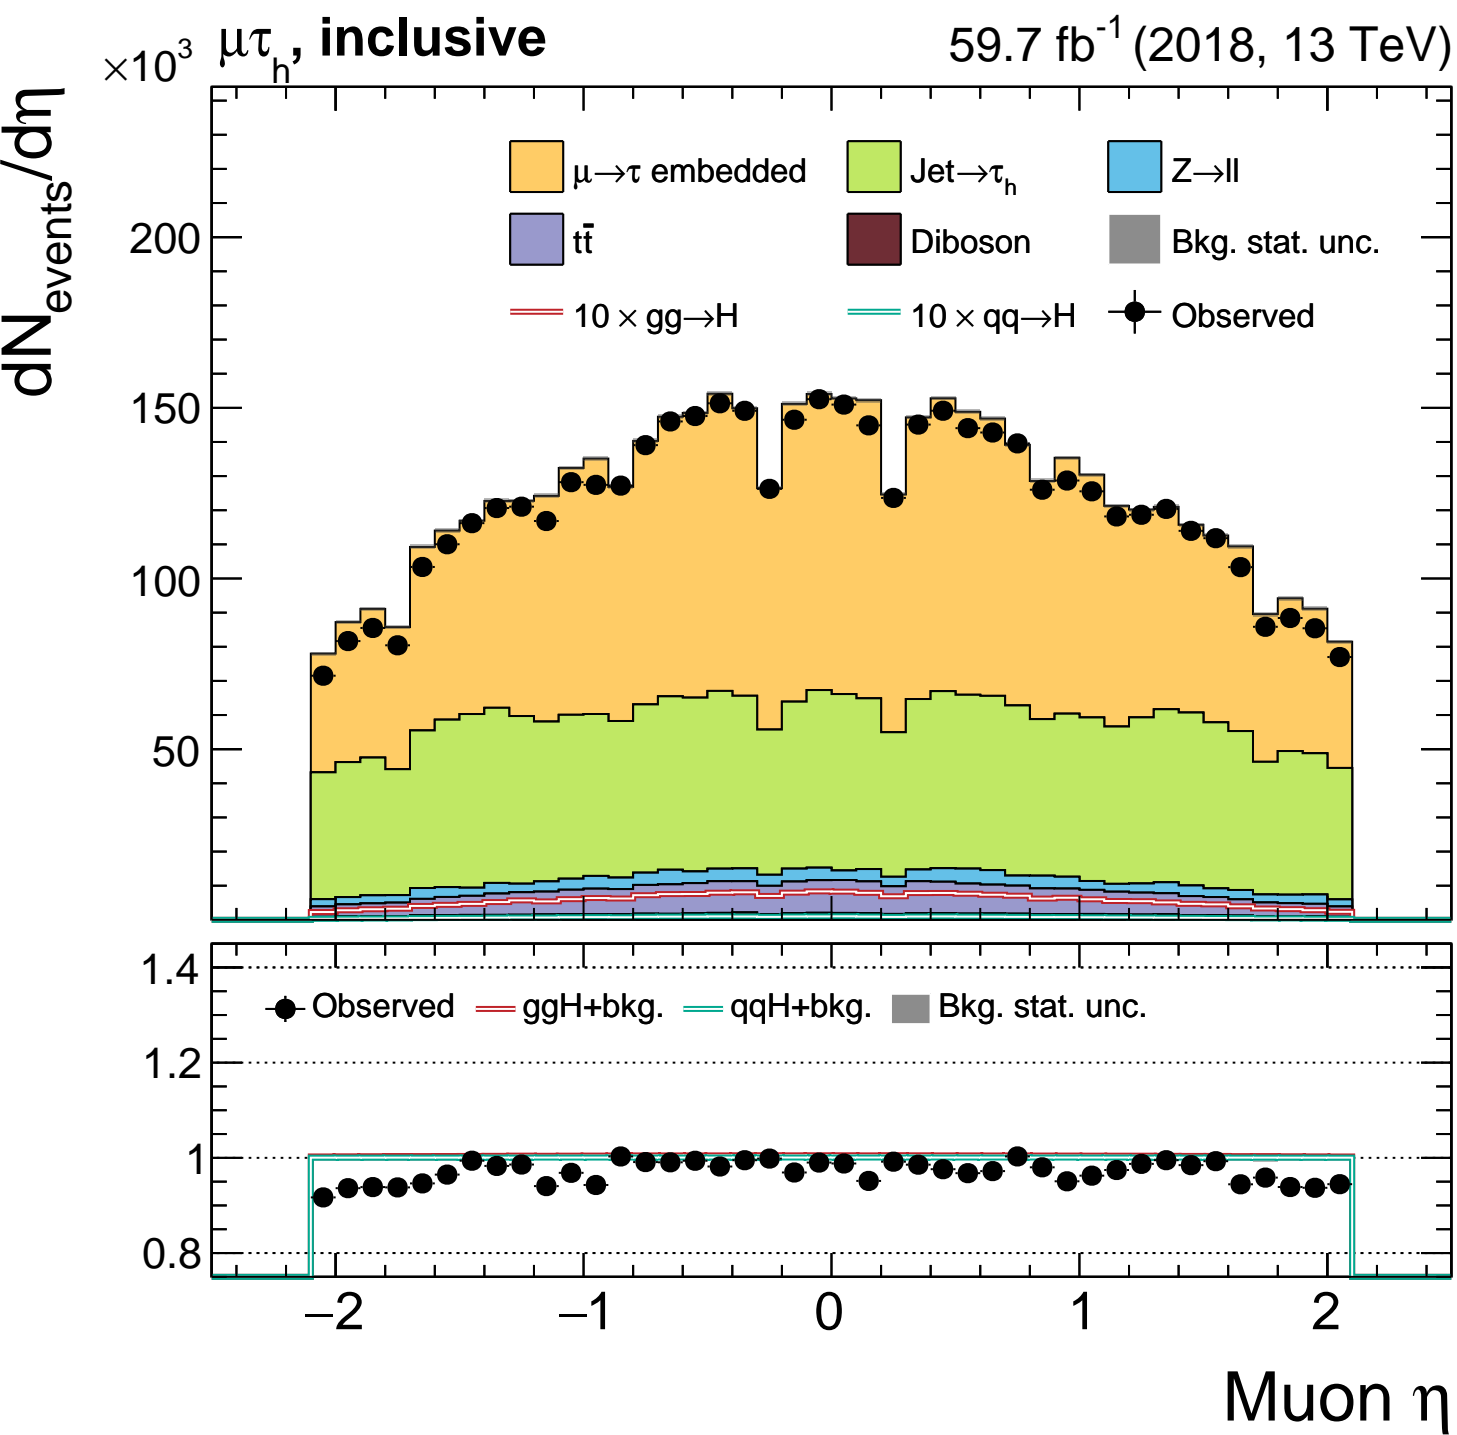 ×10³ μτₕ, inclusive 59.7 fb⁻¹ (2018, 13 TeV)
dN_events/dη
μ→τ embedded Jet→τₕ Z→ll
tt̄ Diboson Bkg. stat. unc.
10 × gg→H 10 × qq→H Observed
200
150
100
50
1.4
Observed ggH+bkg. qqH+bkg. Bkg. stat. unc.
1.2
1
0.8
−2 −1 0 1 2
Muon η